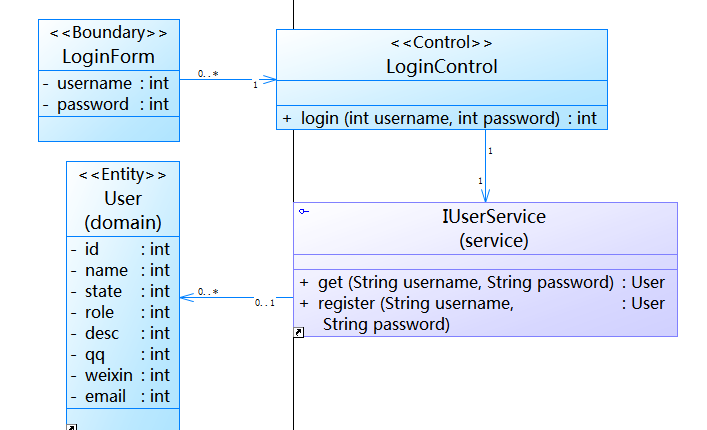 <<Boundary>>
LoginForm
- username : int
- password : int
0..*
1
<<Control>>
LoginControl
+ login (int username, int password) : int
1
1
<<Entity>>
User
(domain)
- id : int
- name : int
- state : int
- role : int
- desc : int
- qq : int
- weixin : int
- email : int
0..*
0..1
IUserService
(service)
+ get (String username, String password) : User
+ register (String username, : User
String password)